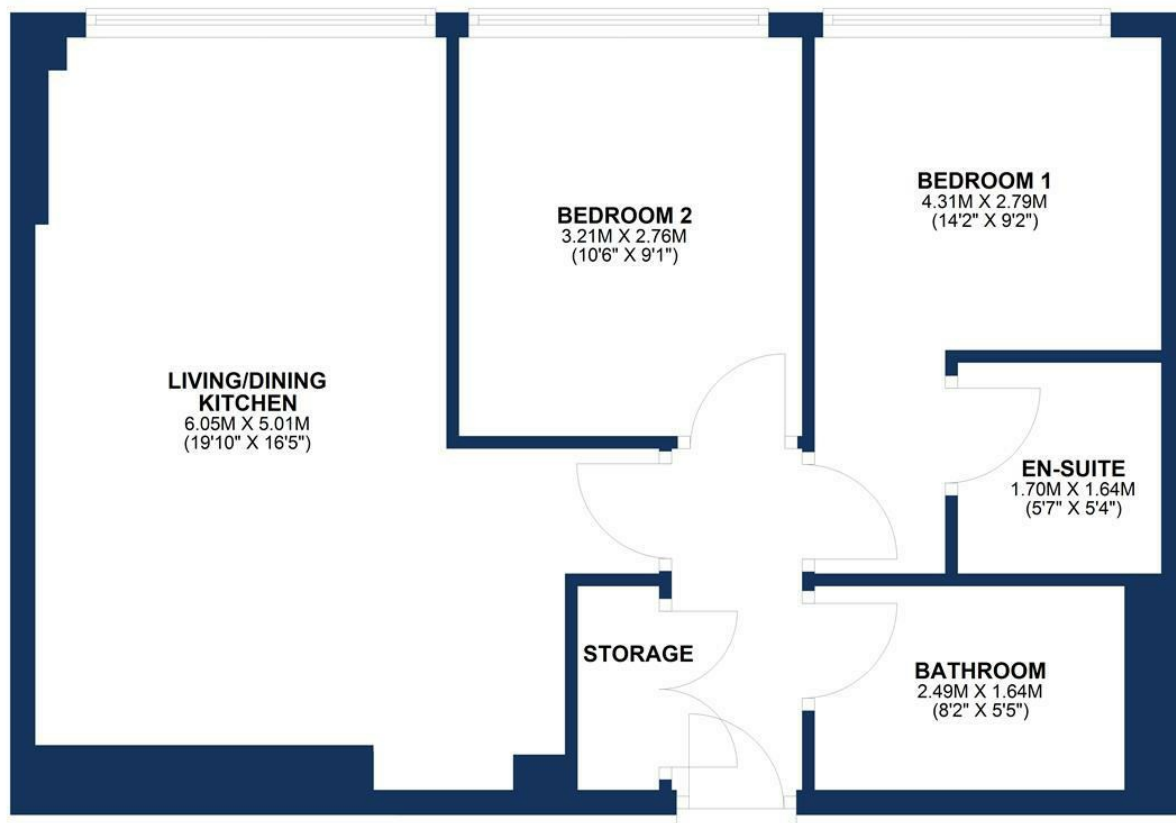 BEDROOM 1
4.31M X 2.79M
(14'2" X 9'2")
BEDROOM 2
3.21M X 2.76M
(10'6" X 9'1")
LIVING/DINING
KITCHEN
6.05M X 5.01M
(19'10" X 16'5")
EN-SUITE
1.70M X 1.64M
(5'7" X 5'4")
STORAGE
BATHROOM
2.49M X 1.64M
(8'2" X 5'5")